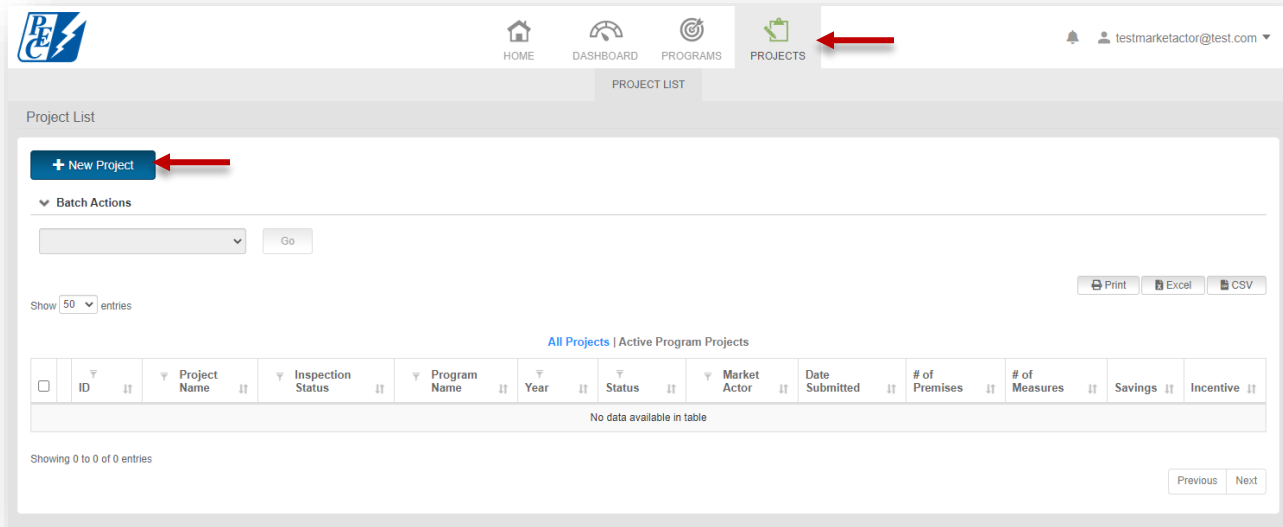 PEC
HOME DASHBOARD PROGRAMS PROJECTS
testmarketactor@test.com
PROJECT LIST
Project List
New Project
Batch Actions
Go
Print Excel CSV
Show 50 entries
All Projects | Active Program Projects
ID Project Name Inspection Status Program Name Year Status Market Actor Date Submitted # of Premises # of Measures Savings Incentive
No data available in table
Showing 0 to 0 of 0 entries
Previous Next